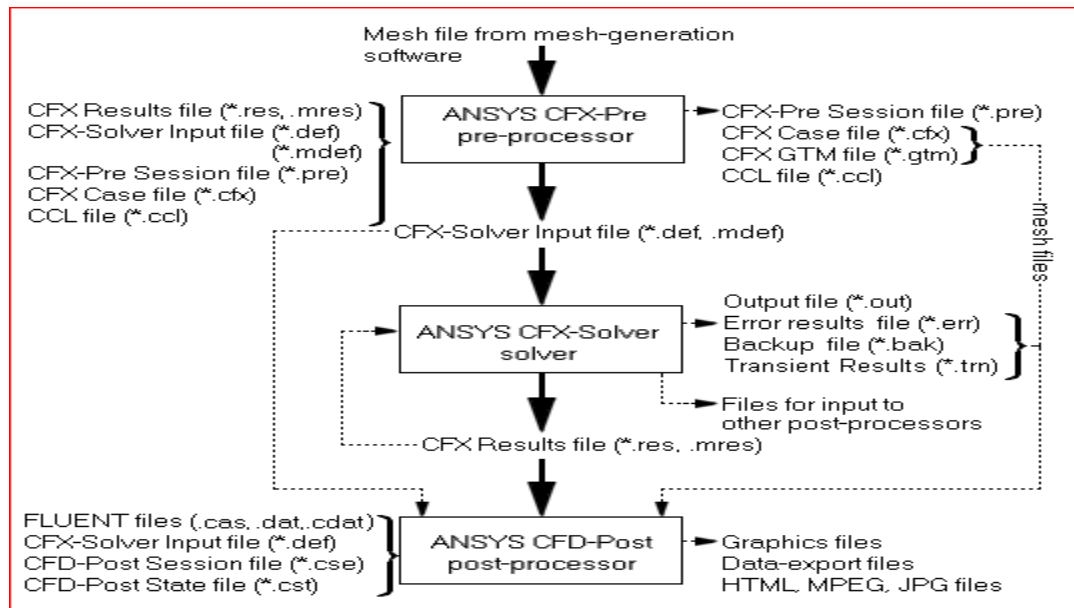 Mesh file from mesh-generation
software
CFX Results file (*.res, .mres)
CFX-Solver Input file (*.def)
(*.mdef)
CFX-Pre Session file (*.pre)
CFX Case file (*.cfx)
CCL file (*.ccl)
ANSYS CFX-Pre
pre-processor
CFX-Pre Session file (*.pre)
CFX Case file (*.cfx)
CFX GTM file (*.gtm)
CCL file (*.ccl)
mesh files
CFX-Solver Input file (*.def, .mdef)
ANSYS CFX-Solver
solver
Output file (*.out)
Error results file (*.err)
Backup file (*.bak)
Transient Results (*.trn)
Files for input to
other post-processors
CFX Results file (*.res, .mres)
FLUENT files (.cas, .dat,.cdat)
CFX-Solver Input file (*.def)
CFD-Post Session file (*.cse)
CFD-Post State file (*.cst)
ANSYS CFD-Post
post-processor
Graphics files
Data-export files
HTML, MPEG, JPG files